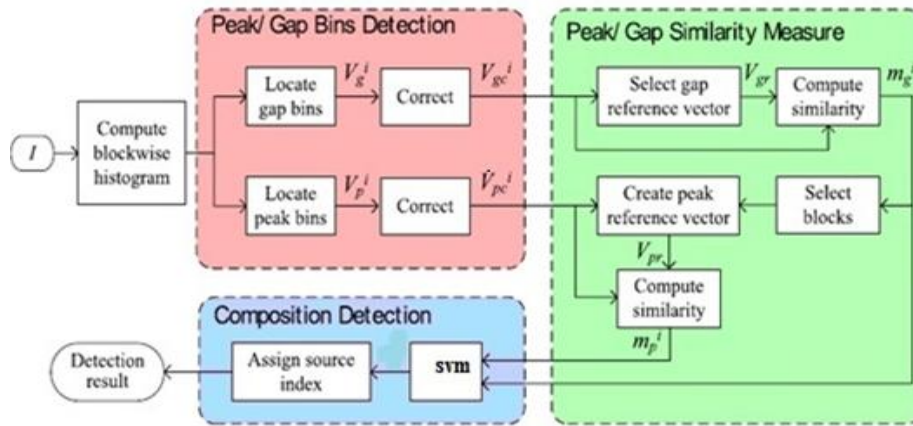 Peak/ Gap Bins Detection
Peak/ Gap Similarity Measure
I
Compute
blockwise
histogram
Locate
gap bins
V_g^i
Correct
V_gc^i
Select gap
reference vector
V_gr
Compute
similarity
m_g^i
Locate
peak bins
V_p^i
Correct
V̇_pc^i
Create peak
reference vector
Select
blocks
V_pr
Compute
similarity
m_p^i
Composition Detection
Detection
result
Assign source
index
svm